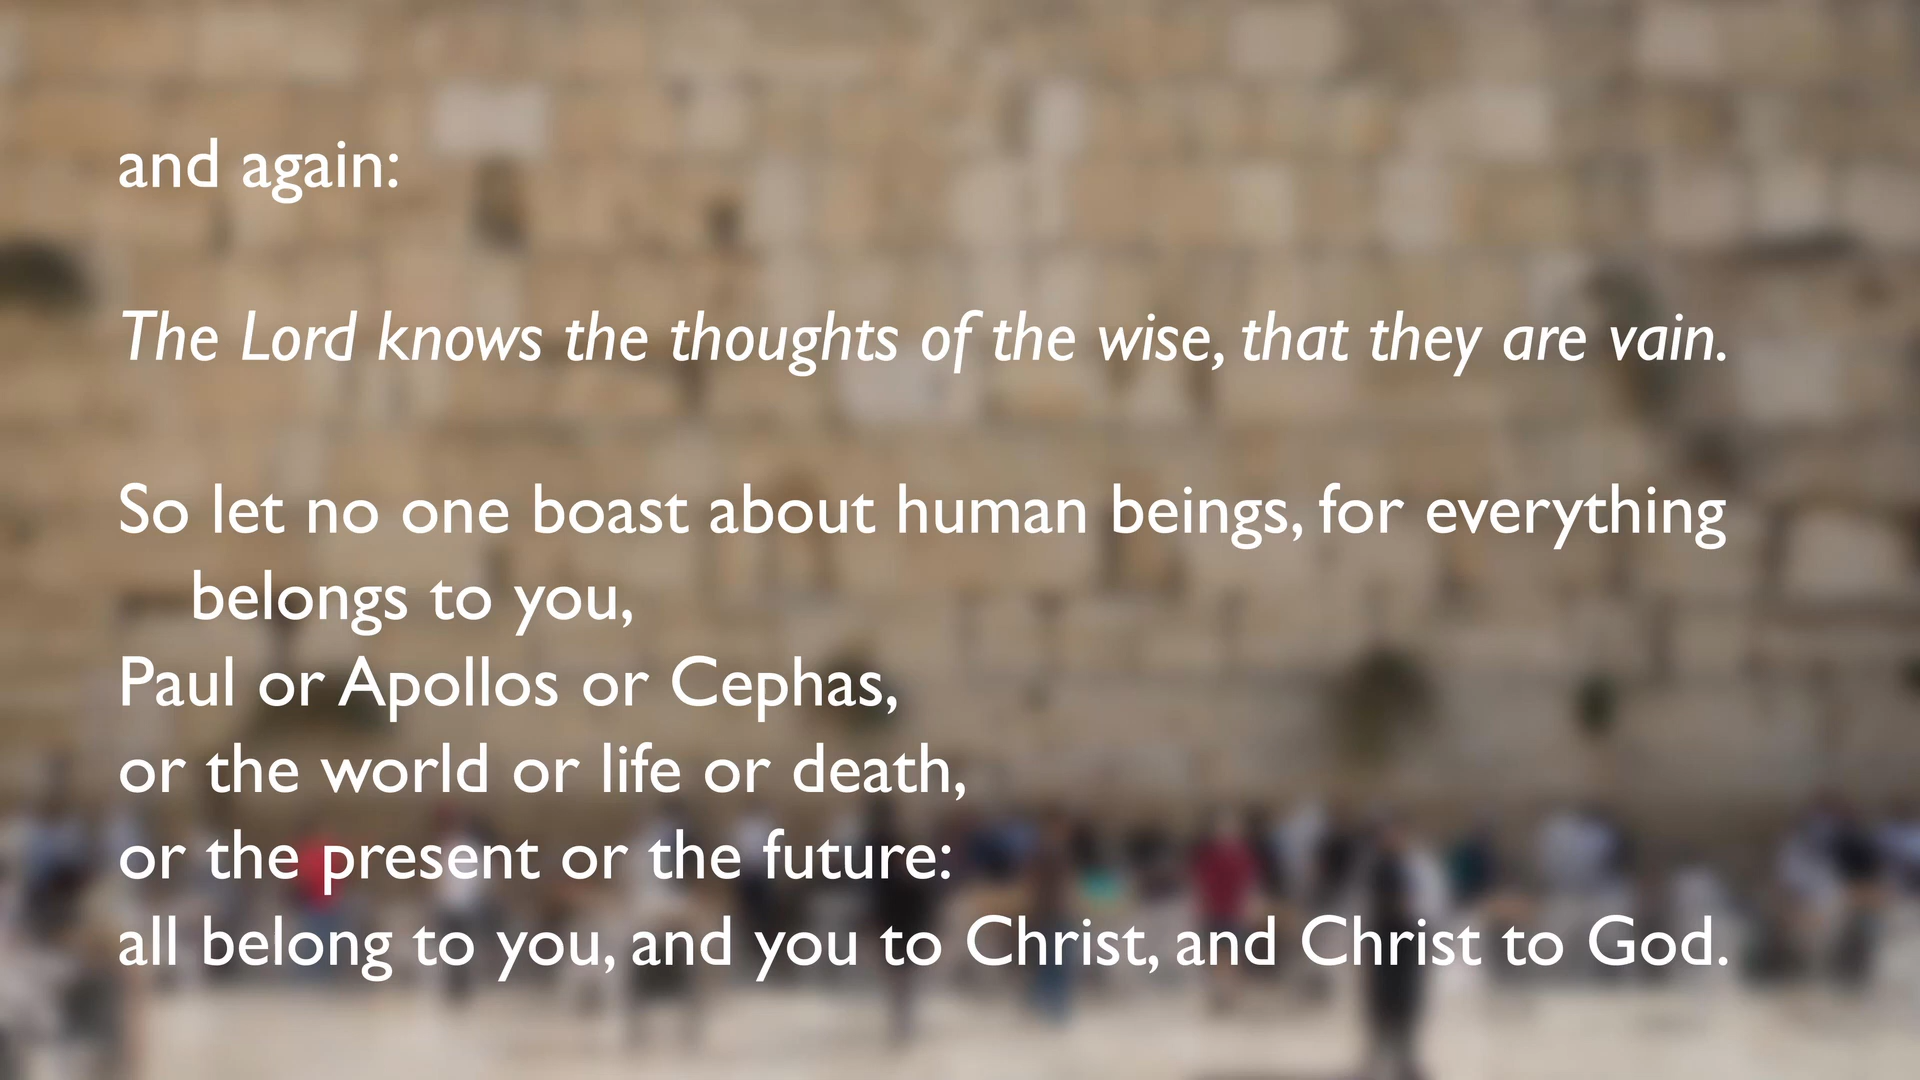 and again:
The Lord knows the thoughts of the wise, that they are vain.
So let no one boast about human beings, for everything
belongs to you,
Paul or Apollos or Cephas,
or the world or life or death,
or the present or the future:
all belong to you, and you to Christ, and Christ to God.